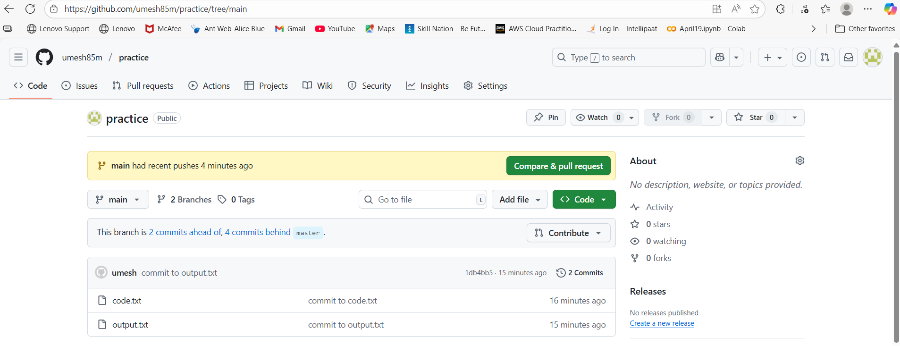 https://github.com/umesh85m/practice/tree/main
Lenovo Support Lenovo McAfee Ant Web Alice Blue Gmail YouTube Maps Skill Nation Be Fut... AWS Cloud Practitio... Log In Intellipaat April19.ipynb - Colab Other favorites
umesh85m / practice Type / to search
Code Issues Pull requests Actions Projects Wiki Security Insights Settings
practice Public Pin Watch 0 Fork 0 Star 0
main had recent pushes 4 minutes ago Compare & pull request
main 2 Branches 0 Tags Go to file t Add file Code
This branch is 2 commits ahead of, 4 commits behind master. Contribute
umesh commit to output.txt 1db4bb5 · 15 minutes ago 2 Commits
code.txt commit to code.txt 16 minutes ago
output.txt commit to output.txt 15 minutes ago
About
No description, website, or topics provided.
Activity
0 stars
0 watching
0 forks
Releases
No releases published
Create a new release